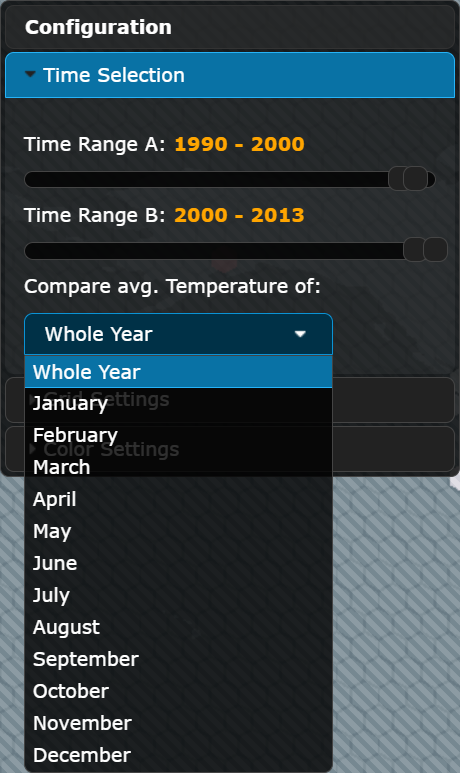 Configuration
Time Selection
Time Range A: 1990 - 2000
Time Range B: 2000 - 2013
Compare avg. Temperature of:
Whole Year
Whole Year
Grid Settings
January
February
Color Settings
March
April
May
June
July
August
September
October
November
December